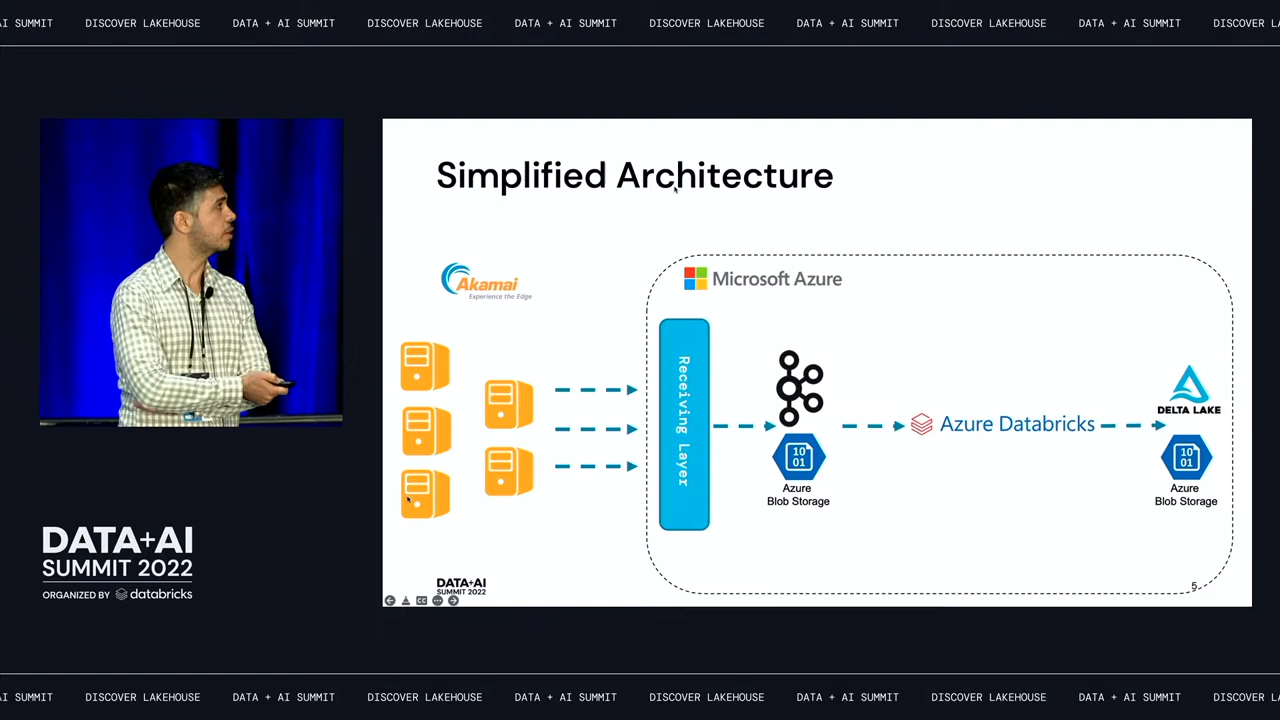 AI SUMMIT DISCOVER LAKEHOUSE DATA + AI SUMMIT DISCOVER LAKEHOUSE DATA + AI SUMMIT DISCOVER LAKEHOUSE DATA + AI SUMMIT DISCOVER LAKEHOUSE DATA + AI SUMMIT DISCOVER L
Simplified Architecture
Akamai
Experience the Edge
Microsoft Azure
Receiving Layer
10
01
Azure
Blob Storage
Azure Databricks
DELTA LAKE
10
01
Azure
Blob Storage
DATA+AI
SUMMIT 2022
5
CC
DATA+AI
SUMMIT 2022
ORGANIZED BY databricks
AI SUMMIT DISCOVER LAKEHOUSE DATA + AI SUMMIT DISCOVER LAKEHOUSE DATA + AI SUMMIT DISCOVER LAKEHOUSE DATA + AI SUMMIT DISCOVER LAKEHOUSE DATA + AI SUMMIT DISCOVER L